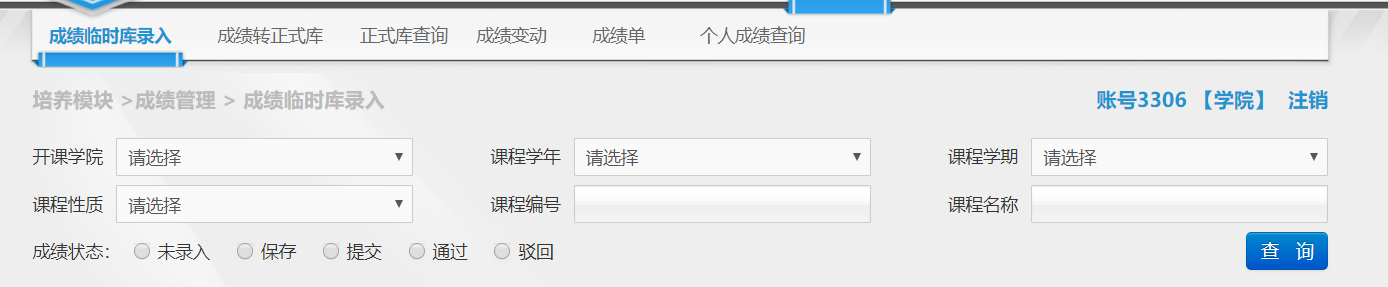 成绩临时库录入 成绩转正式库 正式库查询 成绩变动 成绩单 个人成绩查询
培养模块 >成绩管理 > 成绩临时库录入 账号3306 【学院】 注销
开课学院 请选择 课程学年 请选择 课程学期 请选择
课程性质 请选择 课程编号 课程名称
成绩状态： 未录入 保存 提交 通过 驳回 查 询